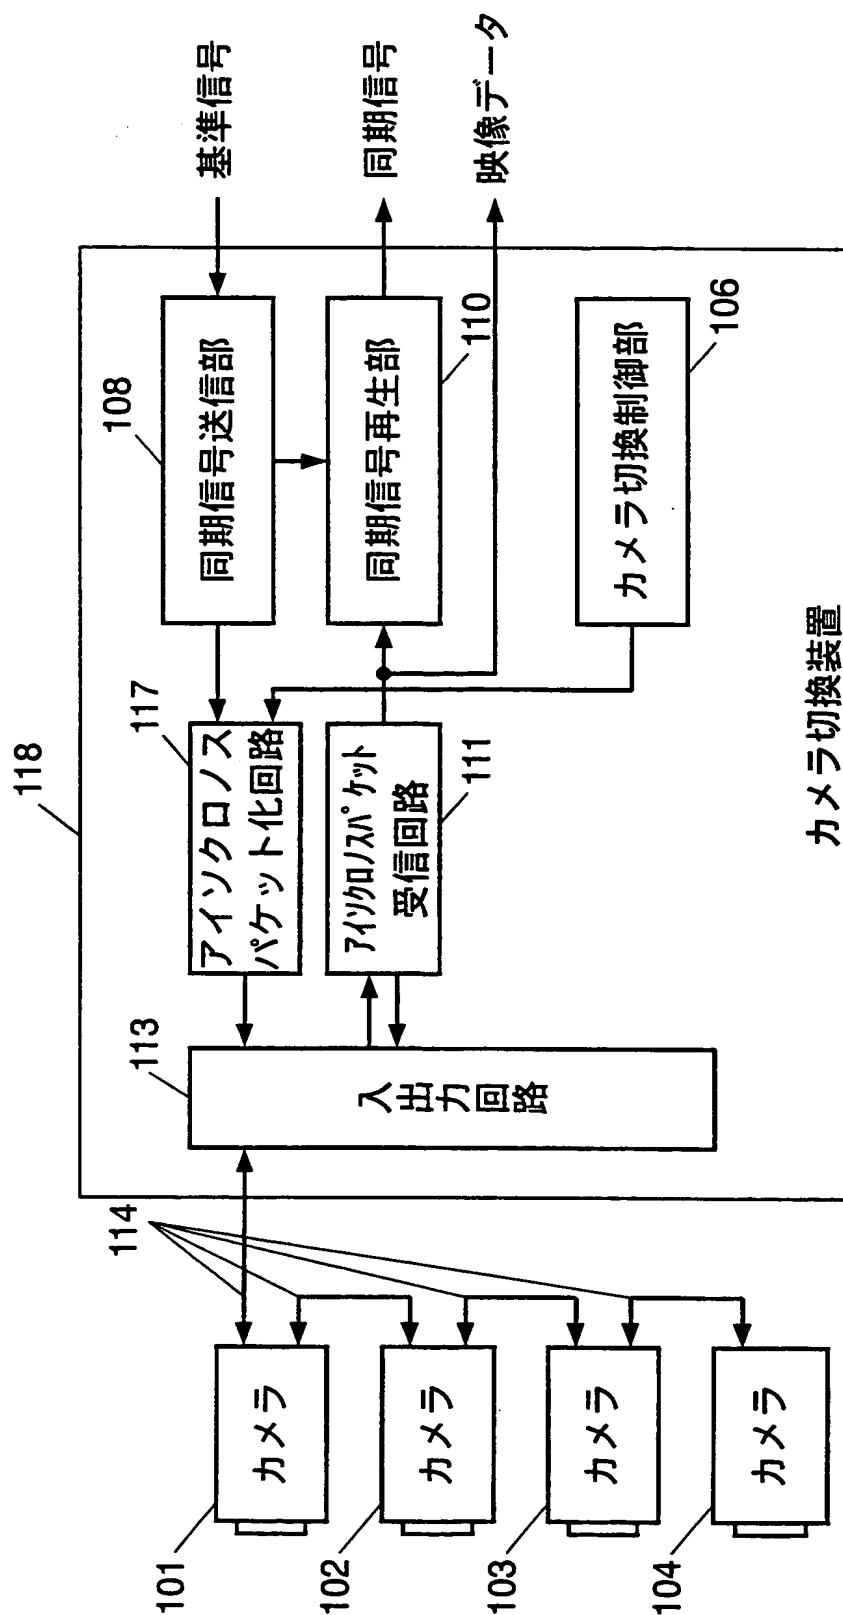 118
114
101
カメラ
102
カメラ
103
カメラ
104
カメラ
113
入出力回路
117
アイソクロノス
パケット化回路
アイソクロノスパケット
受信回路
111
108
同期信号送信部
同期信号再生部
110
カメラ切換制御部
106
基準信号
同期信号
映像データ
カメラ切換装置